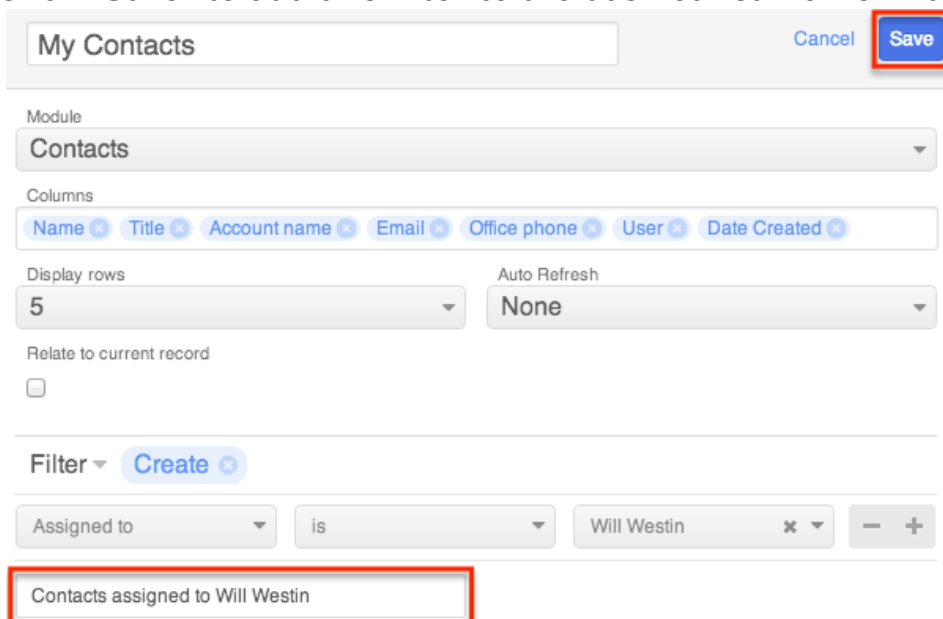 My Contacts Cancel Save
Module
Contacts
Columns
Name Title Account name Email Office phone User Date Created
Display rows Auto Refresh
5 None
Relate to current record
Filter Create
Assigned to is Will Westin
Contacts assigned to Will Westin